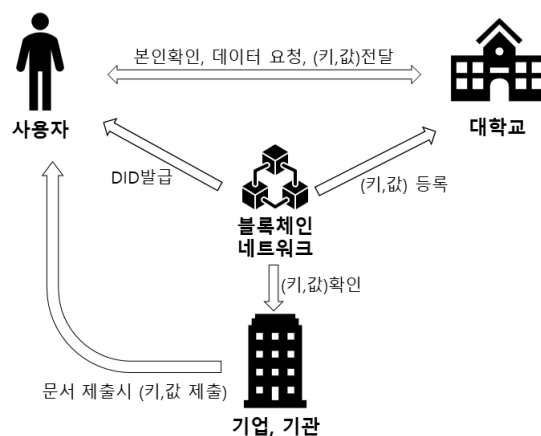 본인확인, 데이터 요청, (키,값)전달
사용자
대학교
DID발급
(키,값) 등록
블록체인
네트워크
(키,값)확인
문서 제출시 (키,값 제출)
기업, 기관